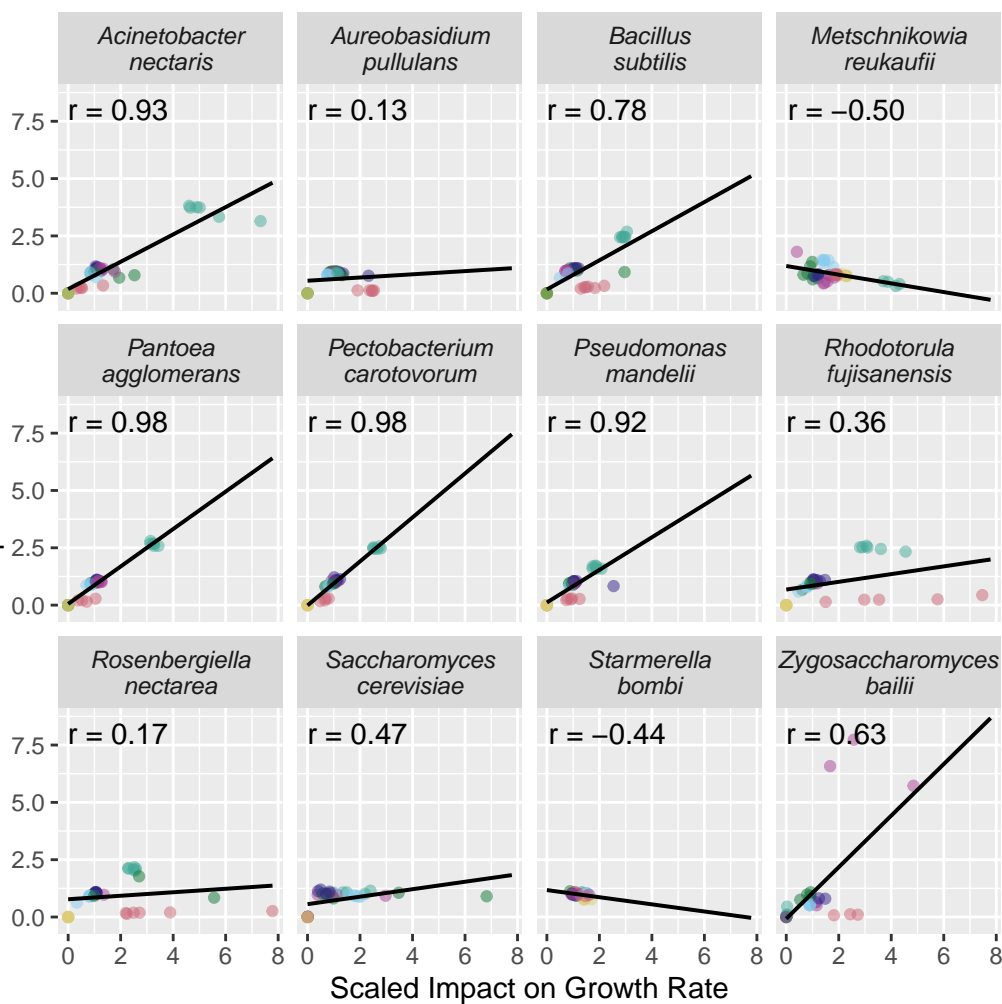 Acinetobacter
nectaris
Aureobasidium
pullulans
Bacillus
subtilis
Metschnikowia
reukaufii
r = 0.93
r = 0.13
r = 0.78
r = −0.50
7.5
5.0
2.5
0.0
Pantoea
agglomerans
Pectobacterium
carotovorum
Pseudomonas
mandelii
Rhodotorula
fujisanensis
r = 0.98
r = 0.98
r = 0.92
r = 0.36
7.5
5.0
2.5
0.0
Rosenbergiella
nectarea
Saccharomyces
cerevisiae
Starmerella
bombi
Zygosaccharomyces
bailii
r = 0.17
r = 0.47
r = −0.44
r = 0.63
7.5
5.0
2.5
0.0
0 2 4 6 8 0 2 4 6 8 0 2 4 6 8 0 2 4 6 8
Scaled Impact on Growth Rate